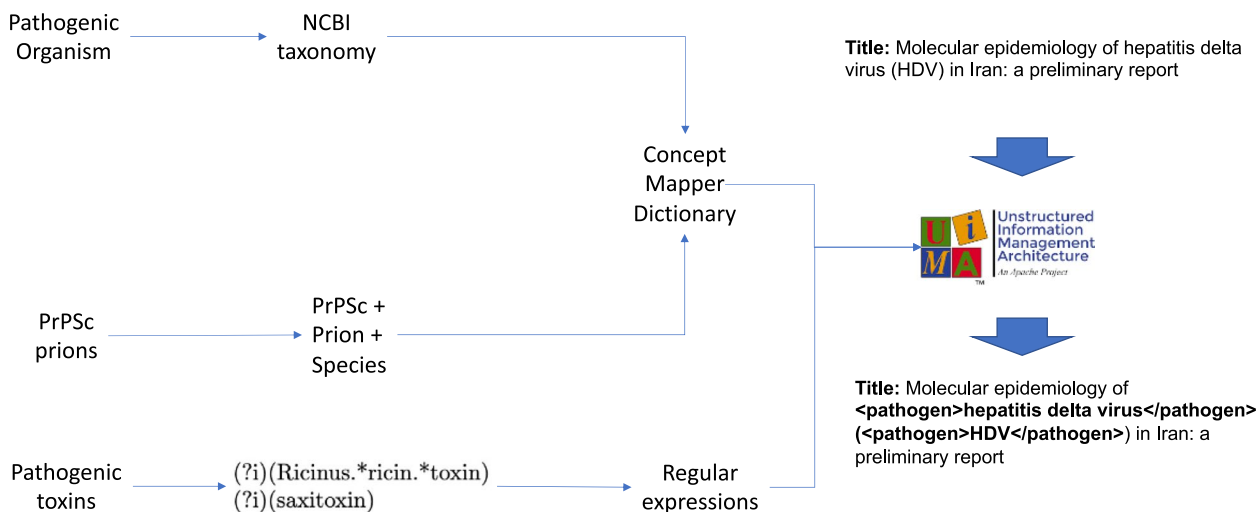 Pathogenic
Organism
NCBI
taxonomy
Title: Molecular epidemiology of hepatitis delta
virus (HDV) in Iran: a preliminary report
Concept
Mapper
Dictionary
U i M A
Unstructured
Information
Management
Architecture
An Apache Project
TM
PrPSc
prions
PrPSc +
Prion +
Species
Title: Molecular epidemiology of
<pathogen>hepatitis delta virus</pathogen>
(<pathogen>HDV</pathogen>) in Iran: a
preliminary report
Pathogenic
toxins
(?i)(Ricinus.*ricin.*toxin)
(?i)(saxitoxin)
Regular
expressions